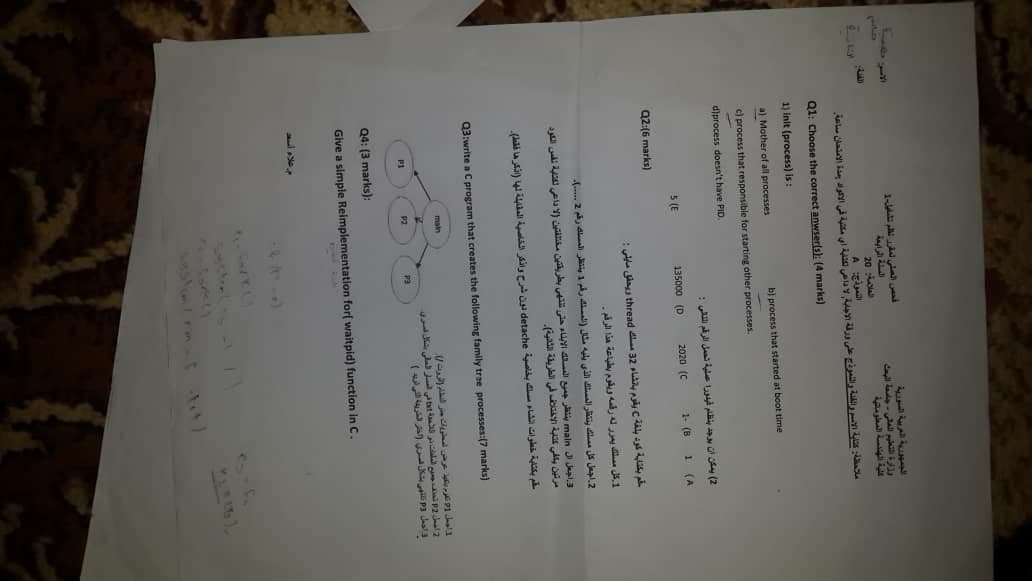 الجمهورية العربية السورية
وزارة التعليم العالي - جامعة البعث
كلية الهندسة المعلوماتية
فحص العملي لمقرر نظم تشغيل-1
السنة الرابعة
العلامة: 20
النموذج: A
الاسم:
الفئة:
ملاحظة: كتابة الاسم والفئة والنموذج على ورقة الاجابة, لا داعي لكتابة اي مكتبة في الاكواد ,مدة الامتحان ساعة.
Q1: Choose the correct anwser(s): (4 marks)
1) init (process) is :
a) Mother of all processes b) process that started at boot time
c) process that responsible for starting other processes.
d)process doesn't have PID.
2) يمكن ان يوجد بنظام فيدورا عملية تحمل الرقم التالي :
A ) 1 B) -1 C) 2020 D) 135000 E) 5
Q2:(6 marks)
-قم بكتابة كود بلغة C يقوم بانشاء 32 مسلك thread ويحقق مايلي :
1.كل مسلك يمرر له رقمه ويقوم بطباعة هذا الرقم .
2.اجعل كل مسلك ينتظر المسلك الذي يليه مثال (المسلك رقم 1 ينتظر المسلك رقم 2 .....).
3.اجعل ال main ينتظر جميع المسالك الابناء حتى تنتهي بطريقتين مختلفتين (لا داعي لكتابة نفس الكود
مرتين يكفي كتابة الاختلاف في الطريقة الثانية).
-قم بكتابة خطوات انشاء مسلك بخاصية detache دون شرح واذكر الخاصية المقابلة لها (اذكرها فقط).
Q3:write a C program that creates the following family tree processes:(7 marks)
main
P1
P2
P3
1.اجعل P1 تقوم بتنفيذ عرض لمحتويات جذر النظام (الروت /).
2.اجعل P2 تحذف جميع الملفات ذو اللاحقة txt في المسار الحالي بشكل قسري
3.اجعل P3 تنتهي بشكل قسري (اختر الطريقة التي تريد )
Q4: (3 marks):
Give a simple Reimplementation for( waitpid) function in C .
م.علاء أسعد